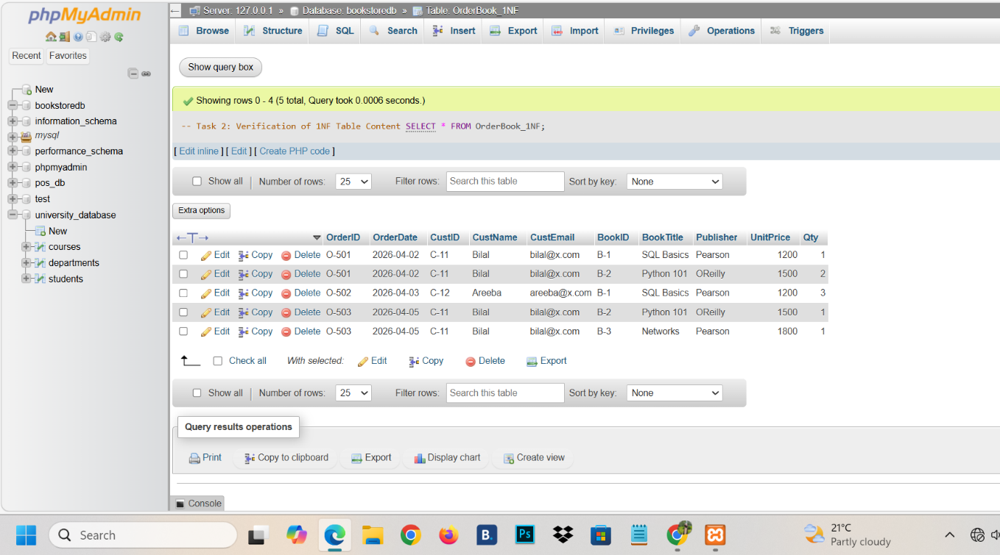 phpMyAdmin
Recent Favorites
New
bookstoredb
information_schema
mysql
performance_schema
phpmyadmin
pos_db
test
university_database
New
courses
departments
students
Server: 127.0.0.1 » Database: bookstoredb » Table: OrderBook_1NF
Browse Structure SQL Search Insert Export Import Privileges Operations Triggers
Show query box
Showing rows 0 - 4 (5 total, Query took 0.0006 seconds.)
-- Task 2: Verification of 1NF Table Content SELECT * FROM OrderBook_1NF;
[ Edit inline ] [ Edit ] [ Create PHP code ]
Show all Number of rows: 25 Filter rows: Search this table Sort by key: None
Extra options
←T→ OrderID OrderDate CustID CustName CustEmail BookID BookTitle Publisher UnitPrice Qty
Edit Copy Delete O-501 2026-04-02 C-11 Bilal bilal@x.com B-1 SQL Basics Pearson 1200 1
Edit Copy Delete O-501 2026-04-02 C-11 Bilal bilal@x.com B-2 Python 101 OReilly 1500 2
Edit Copy Delete O-502 2026-04-03 C-12 Areeba areeba@x.com B-1 SQL Basics Pearson 1200 3
Edit Copy Delete O-503 2026-04-05 C-11 Bilal bilal@x.com B-2 Python 101 OReilly 1500 1
Edit Copy Delete O-503 2026-04-05 C-11 Bilal bilal@x.com B-3 Networks Pearson 1800 1
Check all With selected: Edit Copy Delete Export
Show all Number of rows: 25 Filter rows: Search this table Sort by key: None
Query results operations
Print Copy to clipboard Export Display chart Create view
Console
Search
B.
Ps
21°C
Partly cloudy